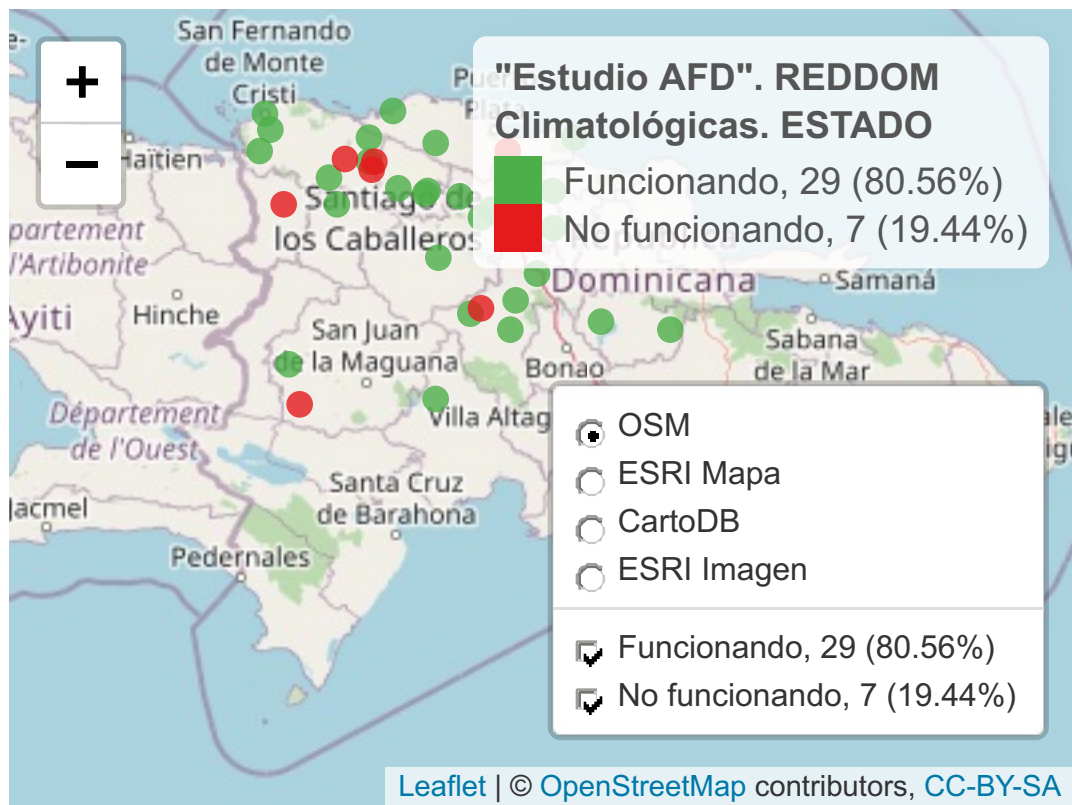 +
−
San Fernando
de Monte
Cristi
"Estudio AFD". REDDOM
Climatológicas. ESTADO
Funcionando, 29 (80.56%)
No funcionando, 7 (19.44%)
Haïtien
Santiago de
los Caballeros
República
Dominicana
Samaná
l'Artibonite
Hinche
Ayiti
San Juan
de la Maguana
Bonao
Sabana
de la Mar
Villa Altag
Département
de l'Ouest
Santa Cruz
de Barahona
Jacmel
Pedernales
OSM
ESRI Mapa
CartoDB
ESRI Imagen
Funcionando, 29 (80.56%)
No funcionando, 7 (19.44%)
Leaflet | © OpenStreetMap contributors, CC-BY-SA